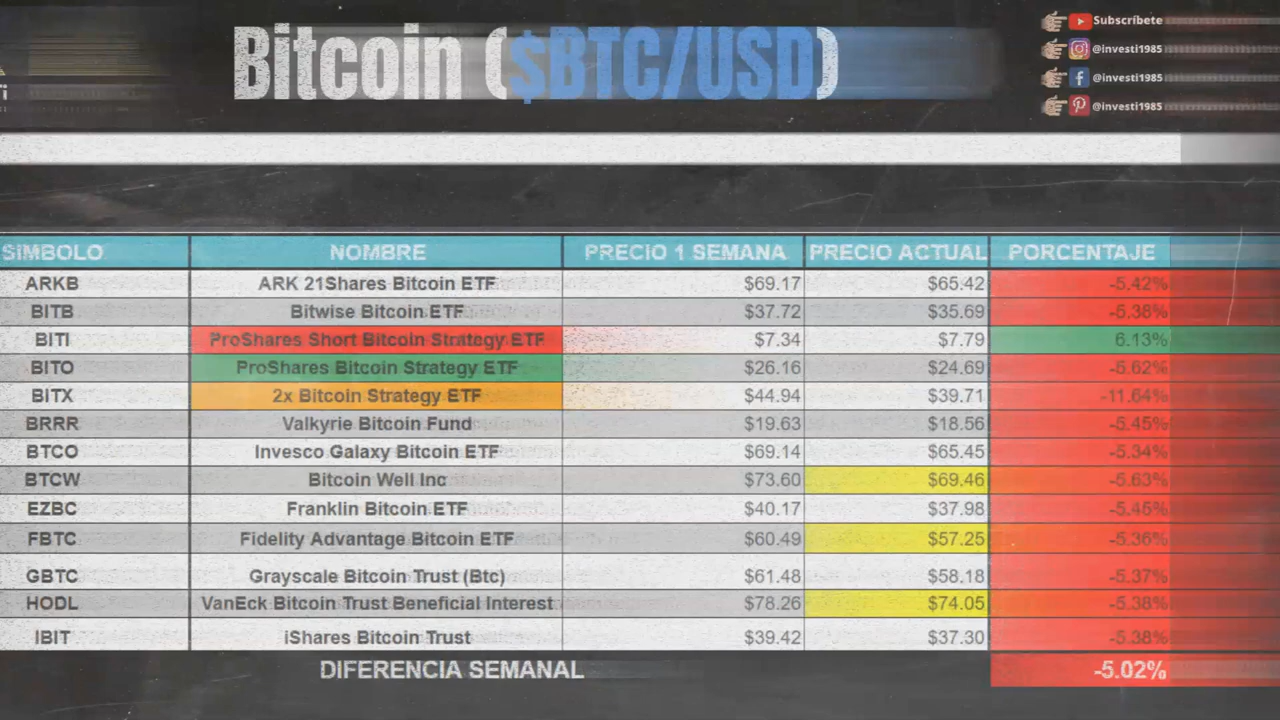 Bitcoin ($BTC/USD)
Subscríbete
@investi1985
@investi1985
@investi1985
SIMBOLO NOMBRE PRECIO 1 SEMANA PRECIO ACTUAL PORCENTAJE
ARKB ARK 21Shares Bitcoin ETF $69.17 $65.42 -5.42%
BITB Bitwise Bitcoin ETF $37.72 $35.69 -5.38%
BITI ProShares Short Bitcoin Strategy ETF $7.34 $7.79 6.13%
BITO ProShares Bitcoin Strategy ETF $26.16 $24.69 -5.62%
BITX 2x Bitcoin Strategy ETF $44.94 $39.71 -11.64%
BRRR Valkyrie Bitcoin Fund $19.63 $18.56 -5.45%
BTCO Invesco Galaxy Bitcoin ETF $69.14 $65.45 -5.34%
BTCW Bitcoin Well Inc $73.60 $69.46 -5.63%
EZBC Franklin Bitcoin ETF $40.17 $37.98 -5.45%
FBTC Fidelity Advantage Bitcoin ETF $60.49 $57.25 -5.36%
GBTC Grayscale Bitcoin Trust (Btc) $61.48 $58.18 -5.37%
HODL VanEck Bitcoin Trust Beneficial Interest $78.26 $74.05 -5.38%
IBIT iShares Bitcoin Trust $39.42 $37.30 -5.38%
DIFERENCIA SEMANAL -5.02%